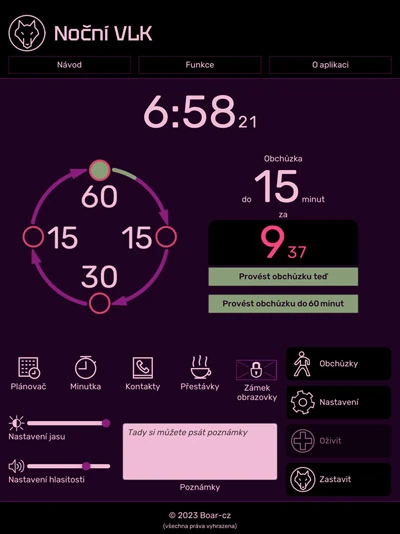 Noční VLK
Návod
Funkce
O aplikaci
6:58 21
60
15
15
30
Obchůzka
do 15 minut
za
9 37
Provést obchůzku teď
Provést obchůzku do 60 minut
Plánovač
Minutka
Kontakty
Přestávky
Zámek
obrazovky
Obchůzky
Nastavení
Oživit
Zastavit
Nastavení jasu
Nastavení hlasitosti
Tady si můžete psát poznámky
Poznámky
© 2023 Boar-cz
(všechna práva vyhrazena)